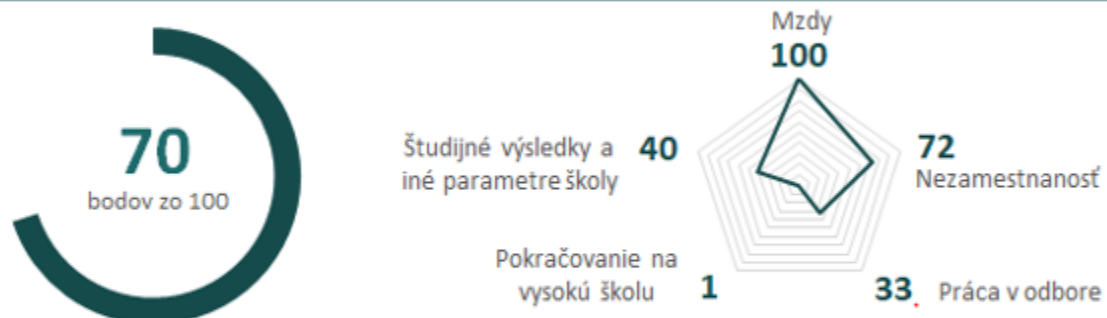 70
bodov zo 100
Mzdy
100
72
Nezamestnanosť
33
Práca v odbore
1
Pokračovanie na
vysokú školu
40
Študijné výsledky a
iné parametre školy